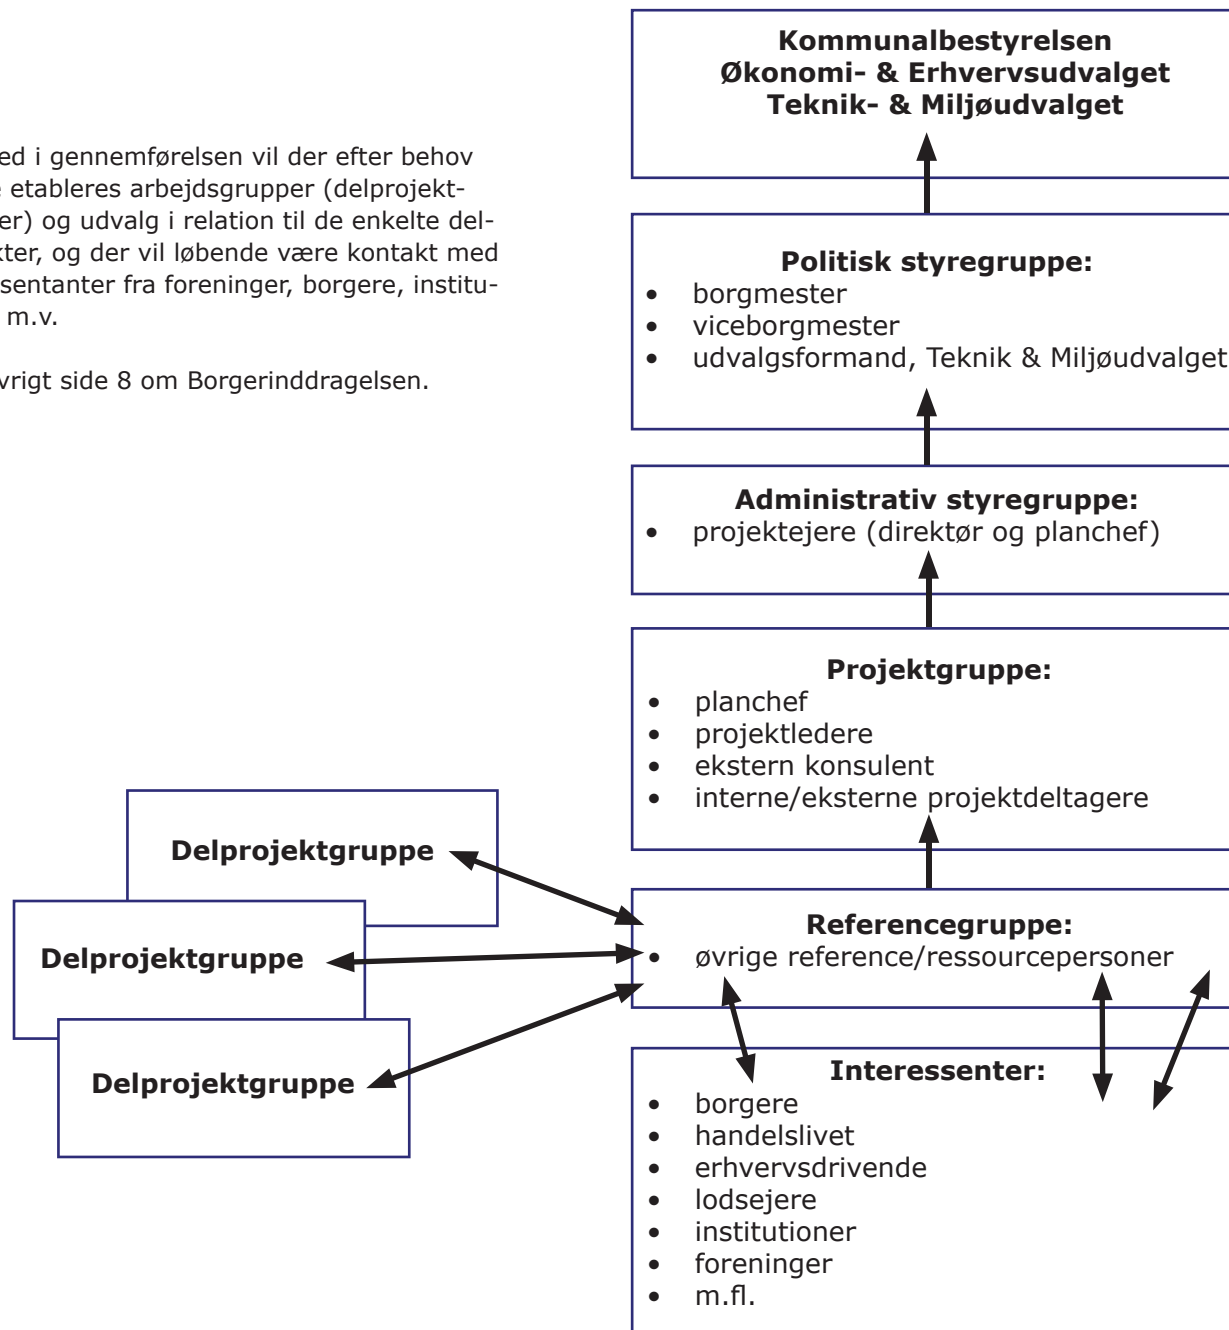 ed i gennemførelsen vil der efter behov
e etableres arbejdsgrupper (delprojekt-
er) og udvalg i relation til de enkelte del-
kter, og der vil løbende være kontakt med
sentanter fra foreninger, borgere, institu-
m.v.
vrigt side 8 om Borgerinddragelsen.
Kommunalbestyrelsen
Økonomi- & Erhvervsudvalget
Teknik- & Miljøudvalget
Politisk styregruppe:
• borgmester
• viceborgmester
• udvalgsformand, Teknik & Miljøudvalget
Administrativ styregruppe:
• projektejere (direktør og planchef)
Projektgruppe:
• planchef
• projektledere
• ekstern konsulent
• interne/eksterne projektdeltagere
Delprojektgruppe
Delprojektgruppe
Delprojektgruppe
Referencegruppe:
• øvrige reference/ressourcepersoner
Interessenter:
• borgere
• handelslivet
• erhvervsdrivende
• lodsejere
• institutioner
• foreninger
• m.fl.